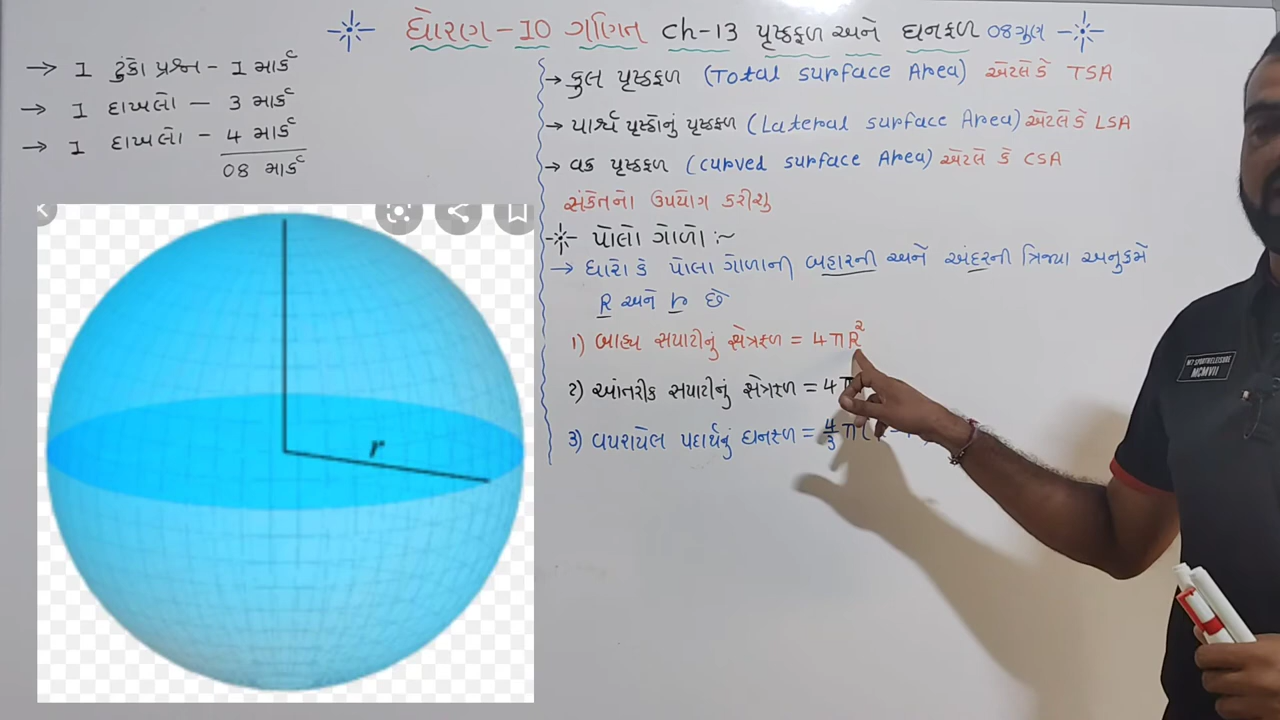 ધોરણ-10 ગણિત ch-13 પૃષ્ઠફળ અને ઘનફળ 08 ગુણ
→ 1 ટુંકો પ્રશ્ન - 1 માર્ક
→ 1 દાખલો - 3 માર્ક
→ 1 દાખલો - 4 માર્ક
08 માર્ક
→ કુલ પૃષ્ઠફળ (Total surface Area) એટલે કે TSA
→ પાર્શ્વ પૃષ્ઠોનું પૃષ્ઠફળ (Lateral surface Area) એટલે કે LSA
→ વક્ર પૃષ્ઠફળ (curved surface Area) એટલે કે CSA
સંકેતનો ઉપયોગ કરીશુ
પોલો ગોળો :~
→ ધારો કે પોલા ગોળાની બહારની અને અંદરની ત્રિજ્યા અનુક્રમે
R અને r છે
1) બાહ્ય સપાટીનું ક્ષેત્રફળ = 4πR²
2) આંતરીક સપાટીનું ક્ષેત્રફળ = 4π
3) વપરાયેલ પદાર્થનું ઘનફળ = 4/3 π (
r
W7 SPORTHELEISURE
MCMVII